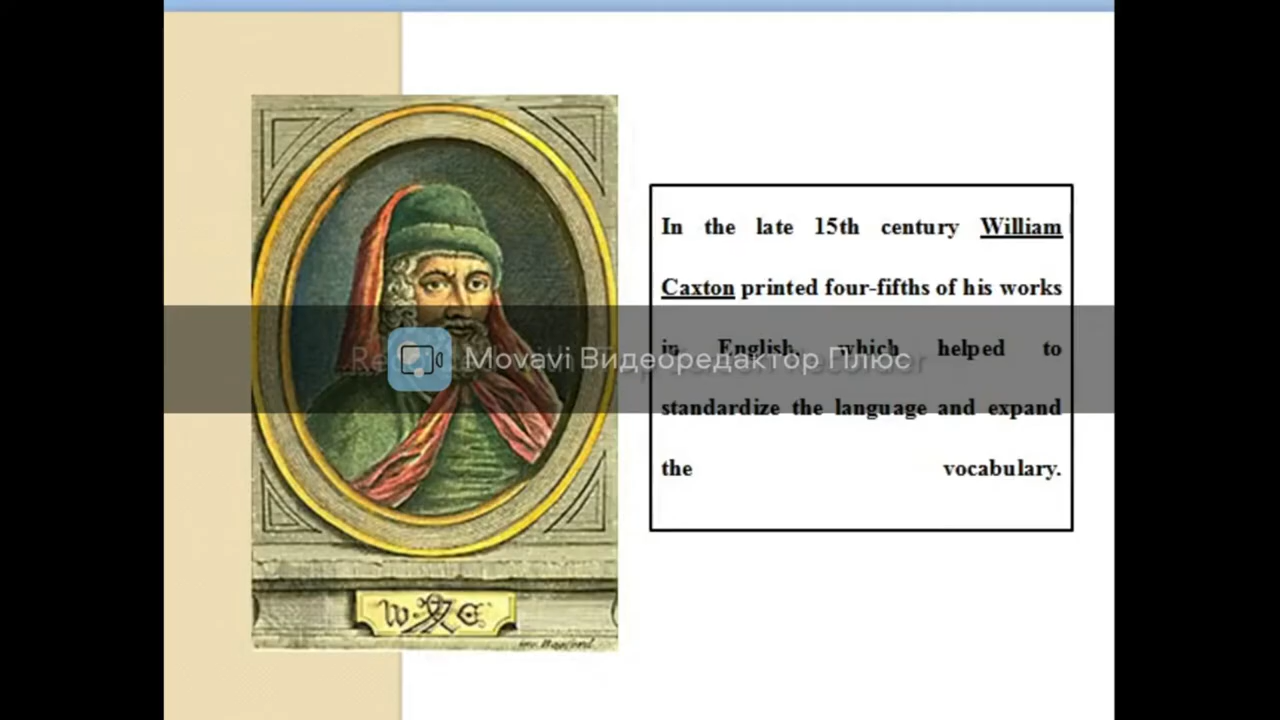 In the late 15th century William
Caxton printed four-fifths of his works
in English, which helped to
Movavi Видеоредактор Плюс
standardize the language and expand
the vocabulary.
W C